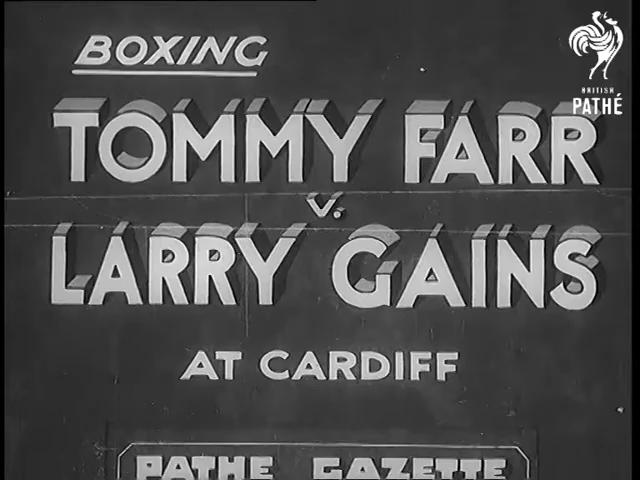 BOXING
BRITISH
PATHÉ
TOMMY FARR
v.
LARRY GAINS
AT CARDIFF
PATHE GAZETTE